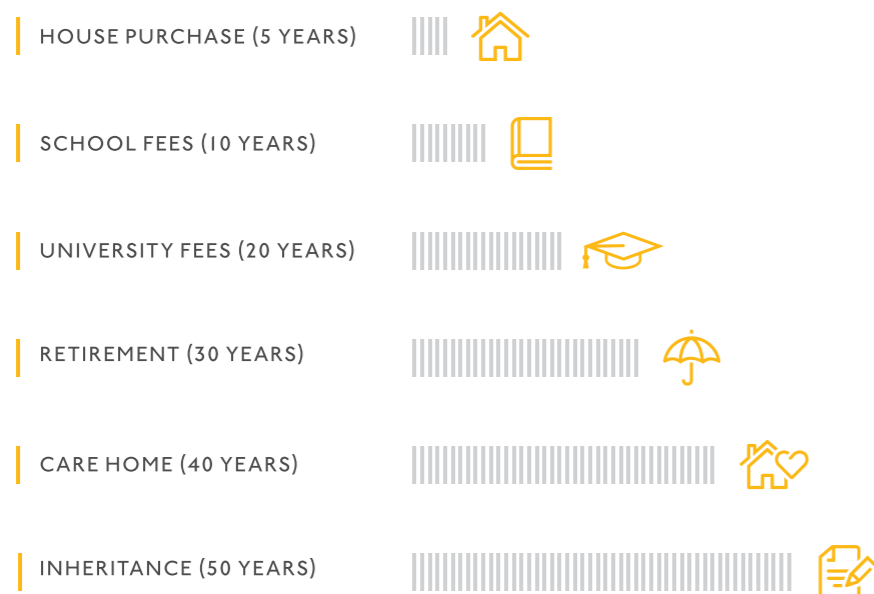 HOUSE PURCHASE (5 YEARS)
SCHOOL FEES (10 YEARS)
UNIVERSITY FEES (20 YEARS)
RETIREMENT (30 YEARS)
CARE HOME (40 YEARS)
INHERITANCE (50 YEARS)